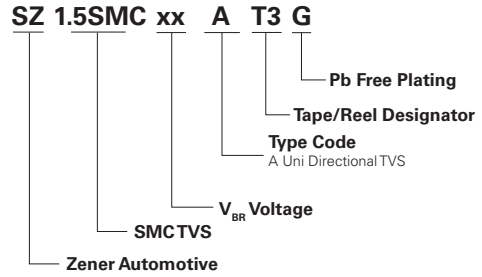 SZ 1.5SMC xx A T3 G
Pb Free Plating
Tape/Reel Designator
Type Code
A Uni Directional TVS
VBR Voltage
SMC TVS
Zener Automotive